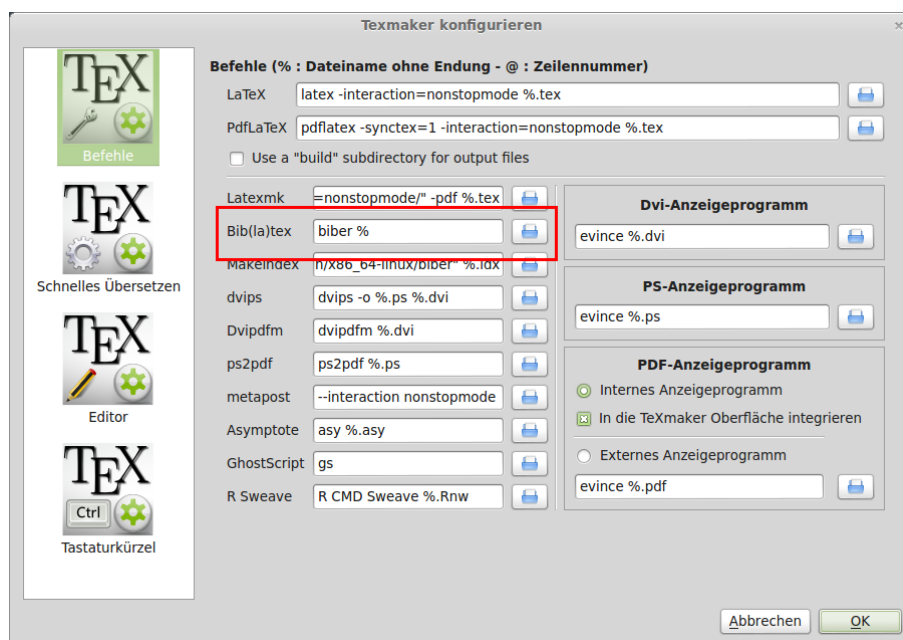 Texmaker konfigurieren
TEX
Befehle
TEX
Schnelles Übersetzen
TEX
Editor
TEX
Ctrl
Tastaturkürzel
Befehle (% : Dateiname ohne Endung - @ : Zeilennummer)
LaTeX latex -interaction=nonstopmode %.tex
PdfLaTeX pdflatex -synctex=1 -interaction=nonstopmode %.tex
Use a "build" subdirectory for output files
Latexmk =nonstopmode/" -pdf %.tex
Bib(la)tex biber %
Makeindex n/x86_64-linux/biber" %.idx
dvips dvips -o %.ps %.dvi
Dvipdfm dvipdfm %.dvi
ps2pdf ps2pdf %.ps
metapost --interaction nonstopmode
Asymptote asy %.asy
GhostScript gs
R Sweave R CMD Sweave %.Rnw
Dvi-Anzeigeprogramm
evince %.dvi
PS-Anzeigeprogramm
evince %.ps
PDF-Anzeigeprogramm
Internes Anzeigeprogramm
In die TeXmaker Oberfläche integrieren
Externes Anzeigeprogramm
evince %.pdf
Abbrechen
OK